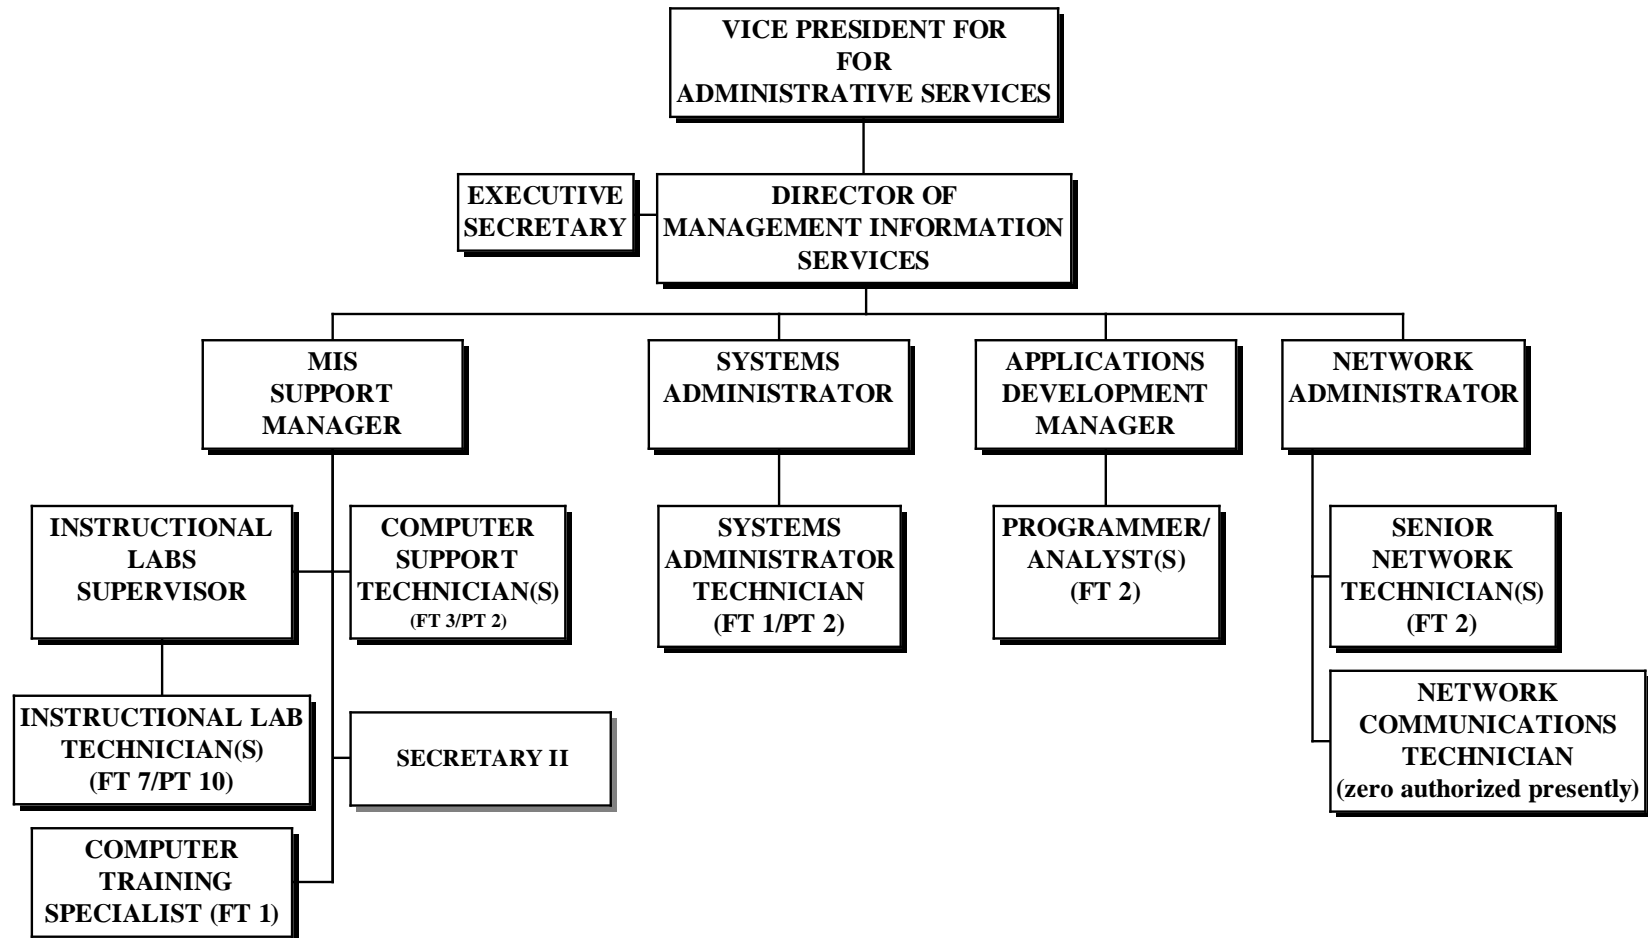 VICE PRESIDENT FOR
FOR
ADMINISTRATIVE SERVICES
EXECUTIVE
SECRETARY
DIRECTOR OF
MANAGEMENT INFORMATION
SERVICES
MIS
SUPPORT
MANAGER
SYSTEMS
ADMINISTRATOR
APPLICATIONS
DEVELOPMENT
MANAGER
NETWORK
ADMINISTRATOR
INSTRUCTIONAL
LABS
SUPERVISOR
COMPUTER
SUPPORT
TECHNICIAN(S)
(FT 3/PT 2)
SYSTEMS
ADMINISTRATOR
TECHNICIAN
(FT 1/PT 2)
PROGRAMMER/
ANALYST(S)
(FT 2)
SENIOR
NETWORK
TECHNICIAN(S)
(FT 2)
INSTRUCTIONAL LAB
TECHNICIAN(S)
(FT 7/PT 10)
SECRETARY II
NETWORK
COMMUNICATIONS
TECHNICIAN
(zero authorized presently)
COMPUTER
TRAINING
SPECIALIST (FT 1)